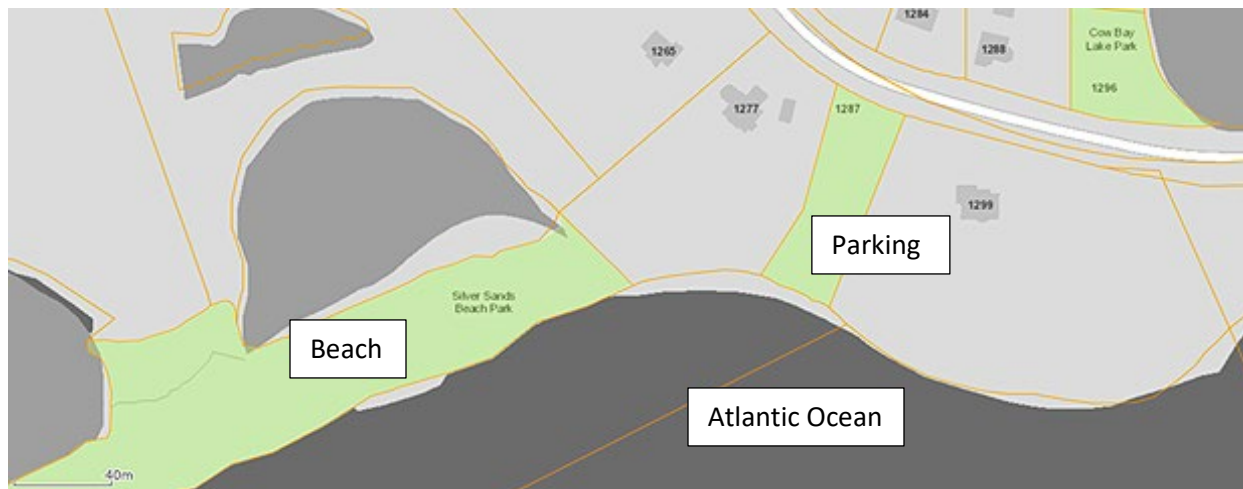 1284
1265
1288
Cow Bay
Lake Park
1296
1277
1287
1299
Parking
Silver Sands
Beach Park
Beach
Atlantic Ocean
40m